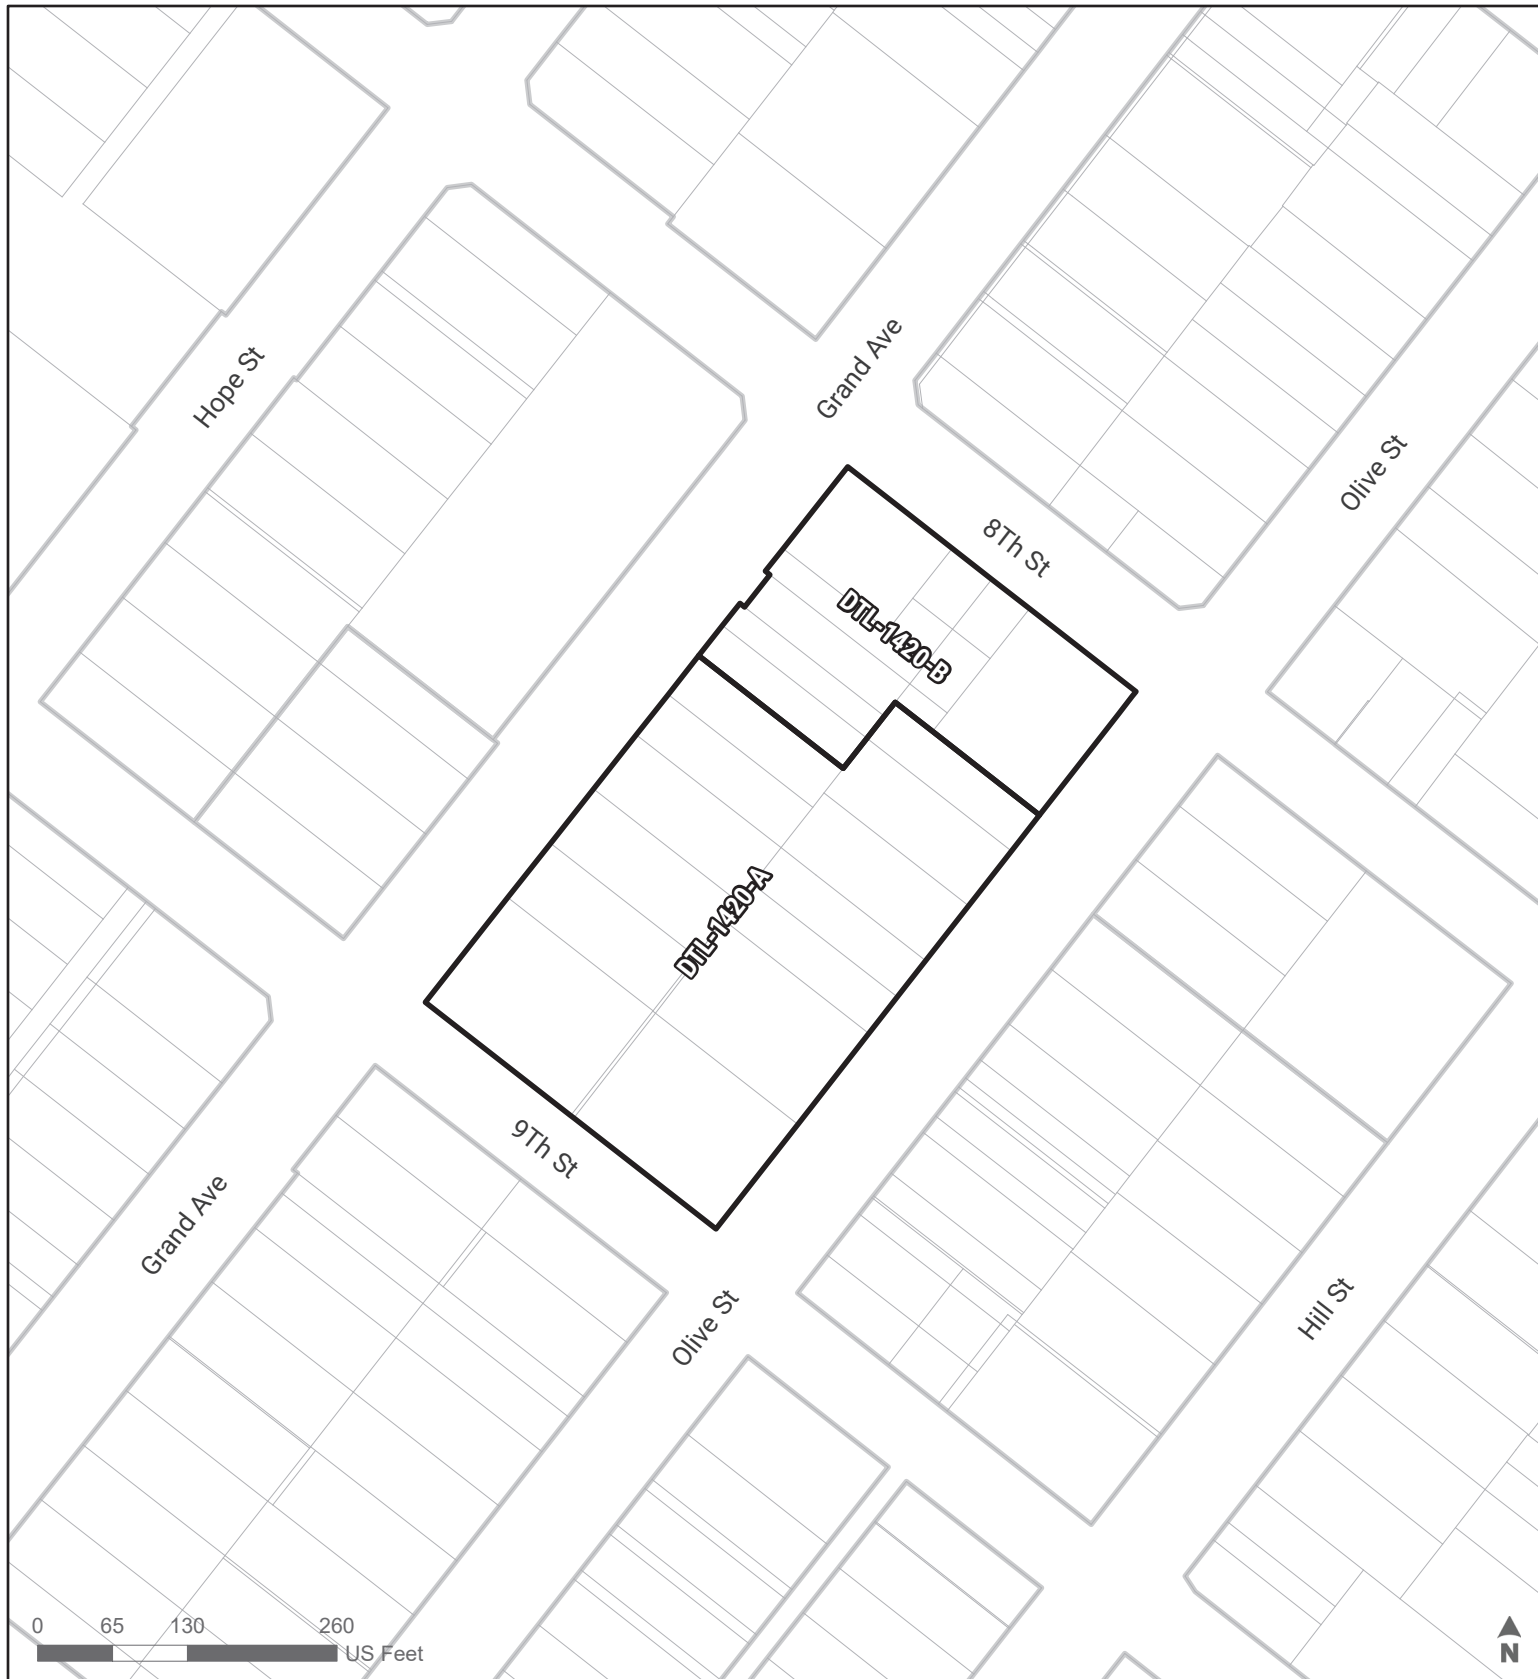 Grand Ave
Hope St
Olive St
8Th St
DTL-1420-B
DTL-1420-A
9Th St
Grand Ave
Olive St
Hill St
0 65 130 260
US Feet
N